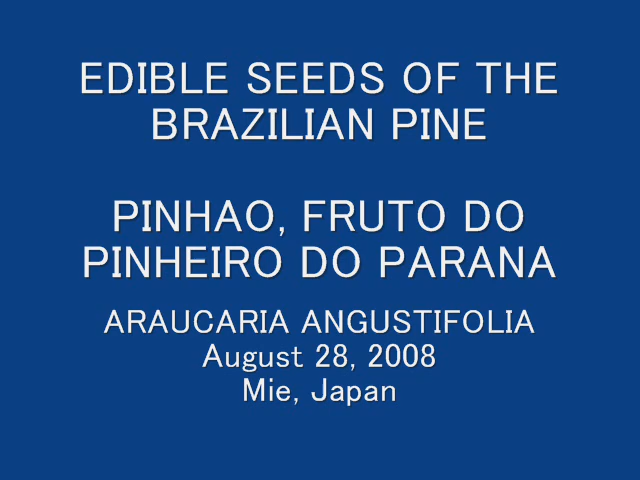 EDIBLE SEEDS OF THE
BRAZILIAN PINE
PINHAO, FRUTO DO
PINHEIRO DO PARANA
ARAUCARIA ANGUSTIFOLIA
August 28, 2008
Mie, Japan